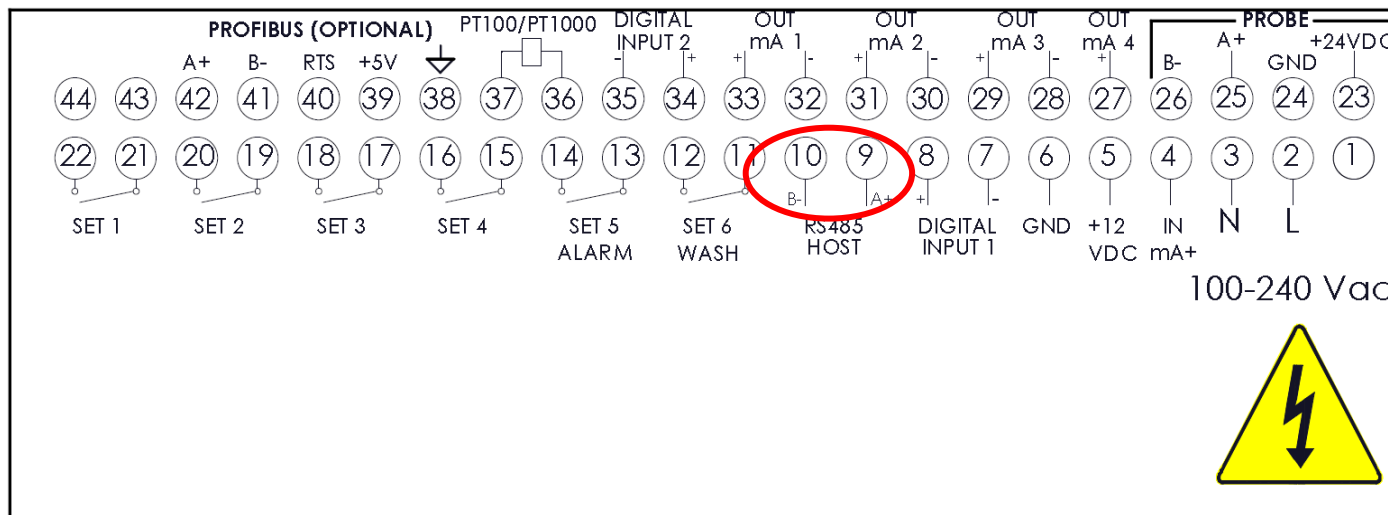 PROFIBUS (OPTIONAL) PT100/PT1000 DIGITAL INPUT 2 OUT mA 1 OUT mA 2 OUT mA 3 OUT mA 4 PROBE
A+ B- RTS +5V - + + - + - + - + B- A+ GND +24VDC
44 43 42 41 40 39 38 37 36 35 34 33 32 31 30 29 28 27 26 25 24 23
22 21 20 19 18 17 16 15 14 13 12 11 10 9 8 7 6 5 4 3 2 1
B- A+ + -
SET 1 SET 2 SET 3 SET 4 SET 5 SET 6 RS485 DIGITAL GND +12 IN N L
ALARM WASH HOST INPUT 1 VDC mA+
100-240 Vac